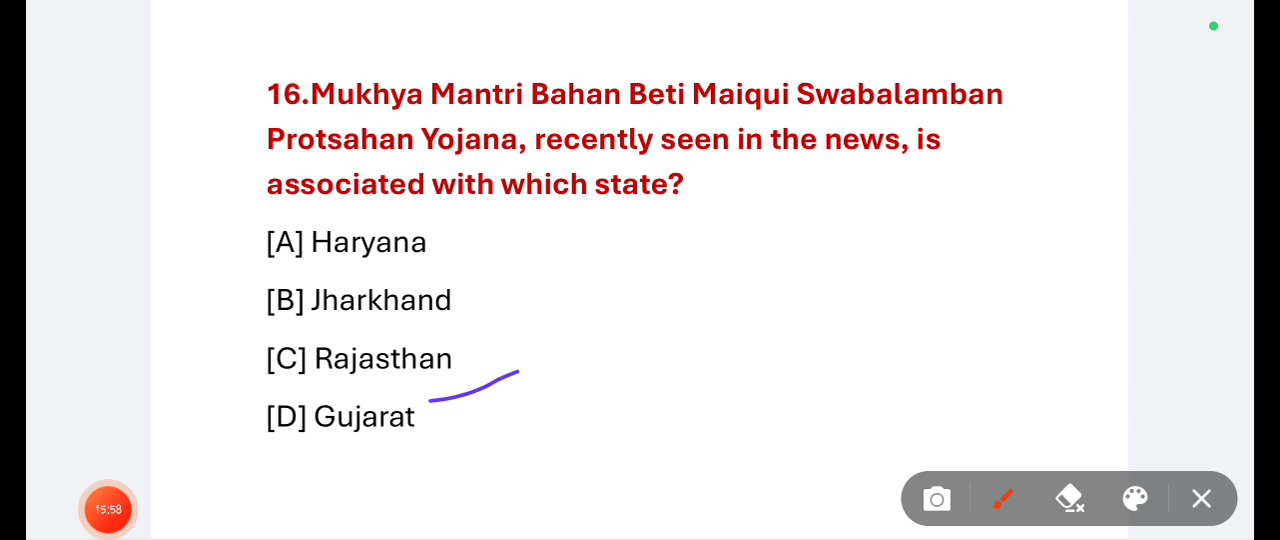 16.Mukhya Mantri Bahan Beti Maiqui Swabalamban
Protsahan Yojana, recently seen in the news, is
associated with which state?
[A] Haryana
[B] Jharkhand
[C] Rajasthan
[D] Gujarat
15:58